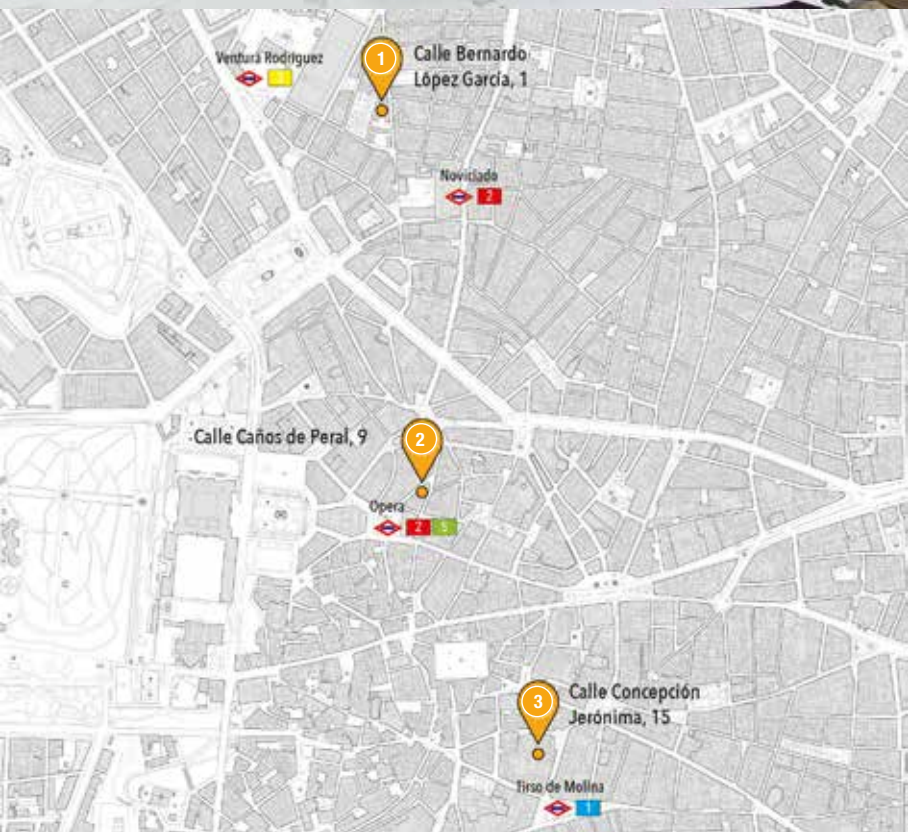 Ventura Rodríguez
3
1
Calle Bernardo
López García, 1
Noviciado
2
Calle Caños de Peral, 9
2
Opera
2 5
3
Calle Concepción
Jerónima, 15
Tirso de Molina
1